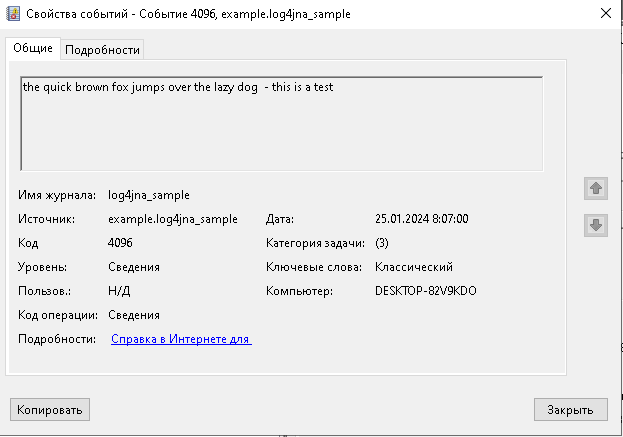 Свойства событий - Событие 4096, example.log4jna_sample
Общие Подробности
the quick brown fox jumps over the lazy dog - this is a test
Имя журнала: log4jna_sample
Источник: example.log4jna_sample Дата: 25.01.2024 8:07:00
Код 4096 Категория задачи: (3)
Уровень: Сведения Ключевые слова: Классический
Пользов.: Н/Д Компьютер: DESKTOP-82V9KDO
Код операции: Сведения
Подробности: Справка в Интернете для
Копировать Закрыть